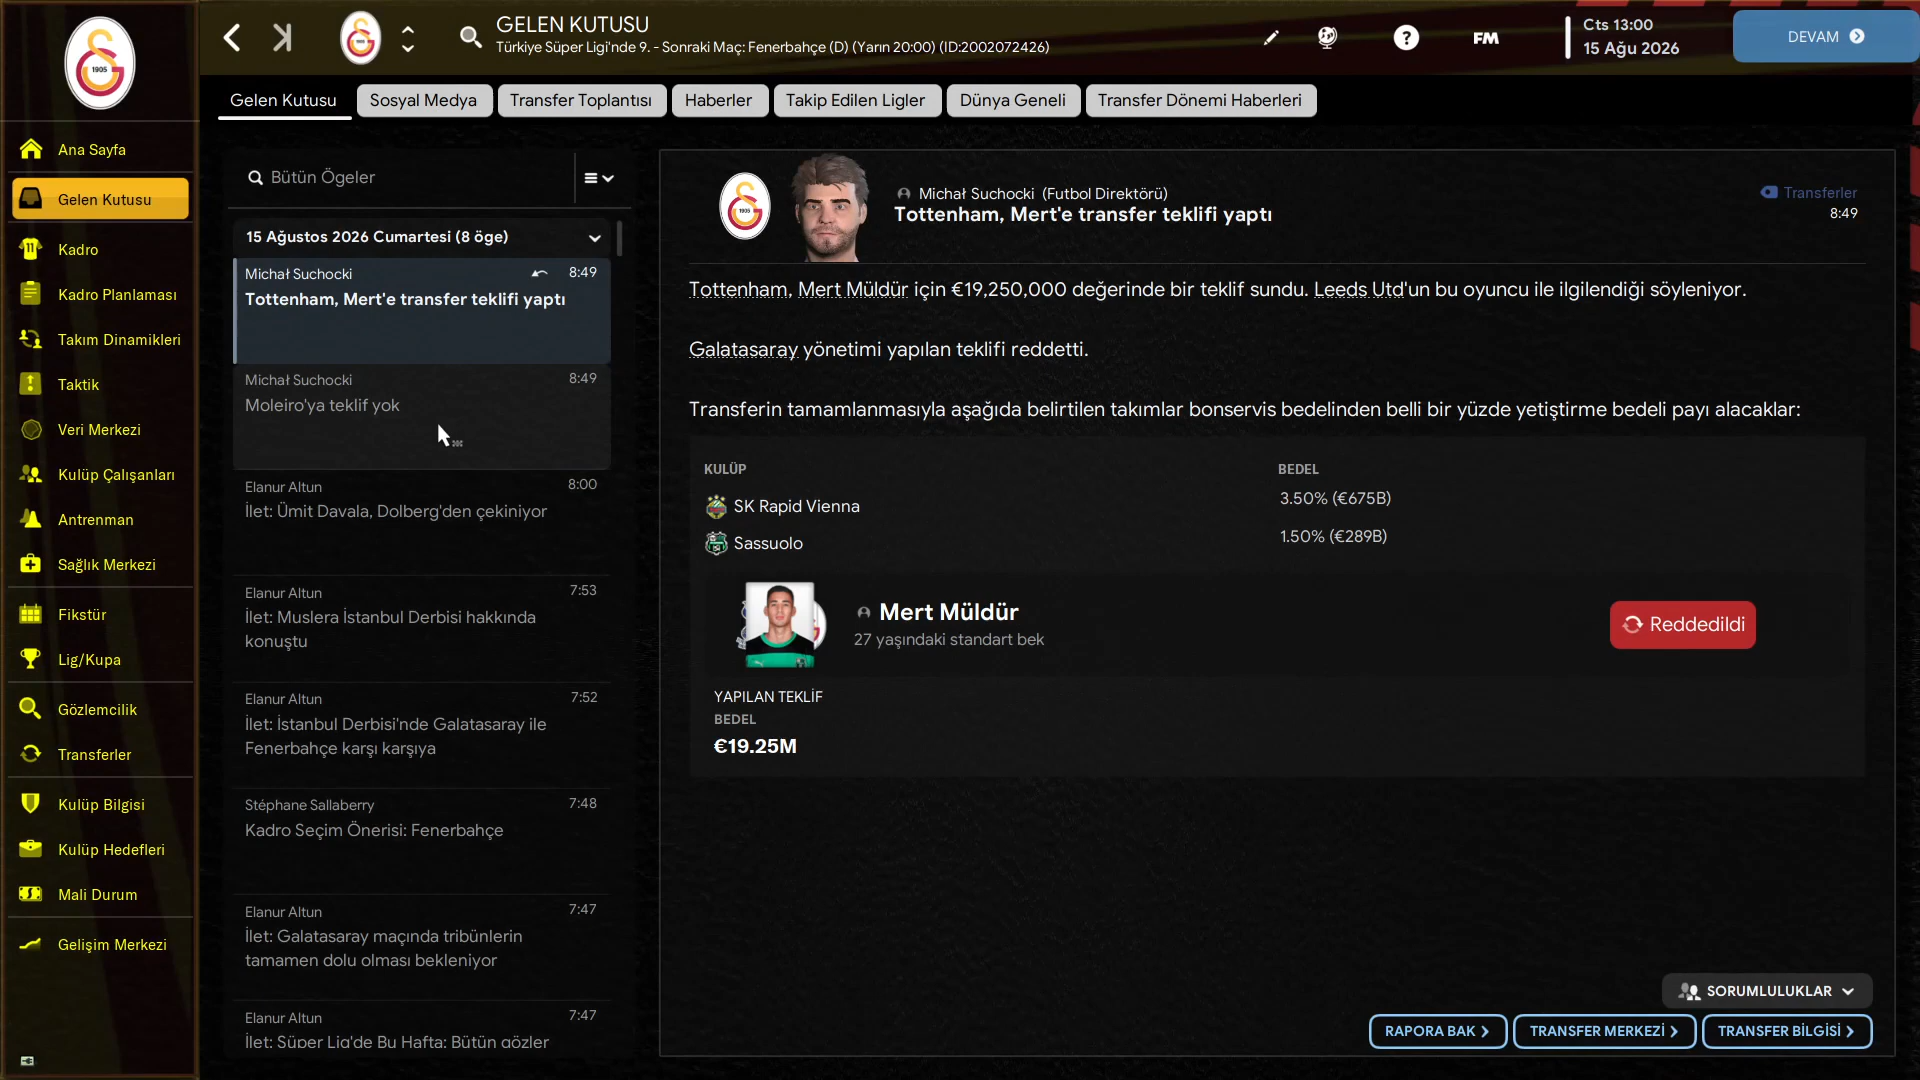 GELEN KUTUSU
Türkiye Süper Ligi'nde 9. - Sonraki Maç: Fenerbahçe (D) (Yarın 20:00) (ID:2002072426)
?
FM
Cts 13:00
15 Ağu 2026
DEVAM
1905
Ana Sayfa
Gelen Kutusu
Kadro
Kadro Planlaması
Takım Dinamikleri
Taktik
Veri Merkezi
Kulüp Çalışanları
Antrenman
Sağlık Merkezi
Fikstür
Lig/Kupa
Gözlemcilik
Transferler
Kulüp Bilgisi
Kulüp Hedefleri
Mali Durum
Gelişim Merkezi
Gelen Kutusu
Sosyal Medya
Transfer Toplantısı
Haberler
Takip Edilen Ligler
Dünya Geneli
Transfer Dönemi Haberleri
Bütün Ögeler
15 Ağustos 2026 Cumartesi (8 öge)
Michał Suchocki 8:49
Tottenham, Mert'e transfer teklifi yaptı
Michał Suchocki 8:49
Moleiro'ya teklif yok
Elanur Altun 8:00
İlet: Ümit Davala, Dolberg'den çekiniyor
Elanur Altun 7:53
İlet: Muslera İstanbul Derbisi hakkında
konuştu
Elanur Altun 7:52
İlet: İstanbul Derbisi'nde Galatasaray ile
Fenerbahçe karşı karşıya
Stéphane Sallaberry 7:48
Kadro Seçim Önerisi: Fenerbahçe
Elanur Altun 7:47
İlet: Galatasaray maçında tribünlerin
tamamen dolu olması bekleniyor
Elanur Altun 7:47
İlet: Süper Lig'de Bu Hafta: Bütün gözler
1905
Michał Suchocki (Futbol Direktörü)
Tottenham, Mert'e transfer teklifi yaptı
Transferler
8:49
Tottenham, Mert Müldür için €19,250,000 değerinde bir teklif sundu. Leeds Utd'un bu oyuncu ile ilgilendiği söyleniyor.
Galatasaray yönetimi yapılan teklifi reddetti.
Transferin tamamlanmasıyla aşağıda belirtilen takımlar bonservis bedelinden belli bir yüzde yetiştirme bedeli payı alacaklar:
KULÜP BEDEL
SK Rapid Vienna 3.50% (€675B)
Sassuolo 1.50% (€289B)
Mert Müldür
27 yaşındaki standart bek
Reddedildi
YAPILAN TEKLİF
BEDEL
€19.25M
SORUMLULUKLAR
RAPORA BAK
TRANSFER MERKEZİ
TRANSFER BİLGİSİ